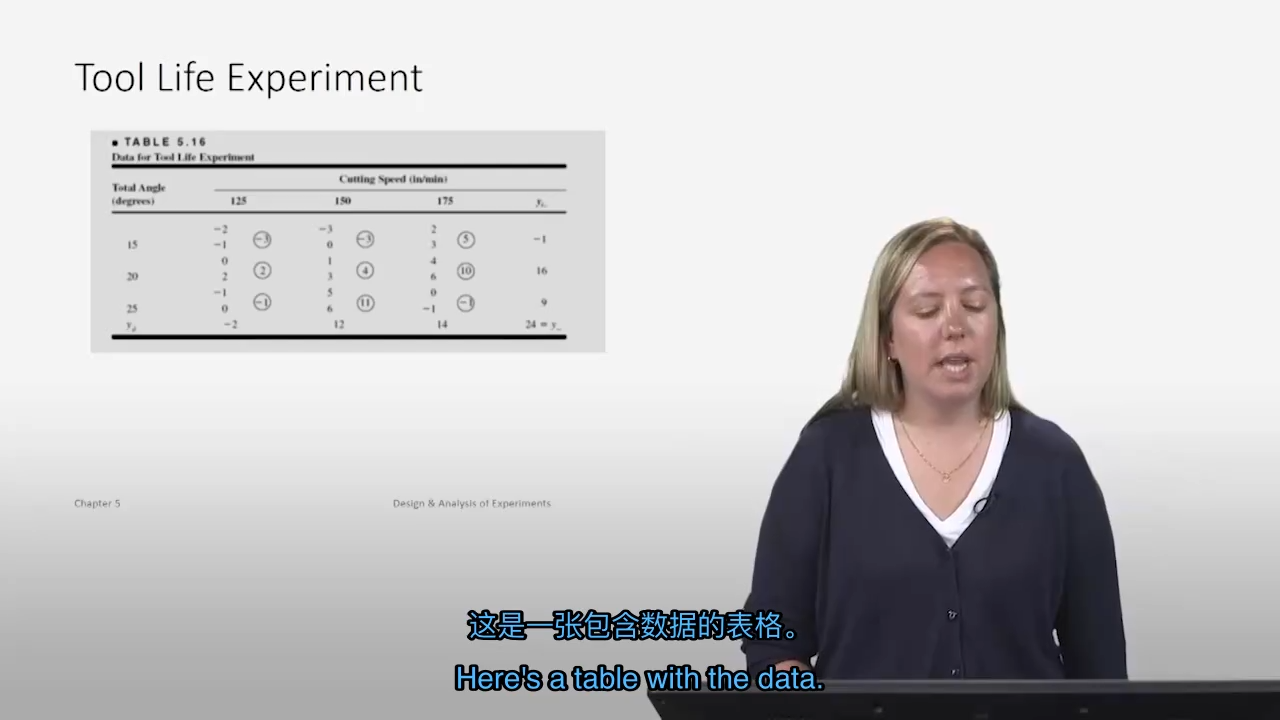 Tool Life Experiment
■ TABLE 5.16
Data for Tool Life Experiment
Total Angle (degrees) Cutting Speed (in/min)
125 150 175 yi..
-2 -3 2
15 -1 (-3) 0 (-3) 3 (5) -1
0 1 4
20 2 (2) 3 (4) 6 (10) 16
-1 5 0
25 0 (-1) 6 (11) -1 (-1) 9
y.j. -2 12 14 24 = y...
Chapter 5
Design & Analysis of Experiments
这是一张包含数据的表格。
Here's a table with the data.